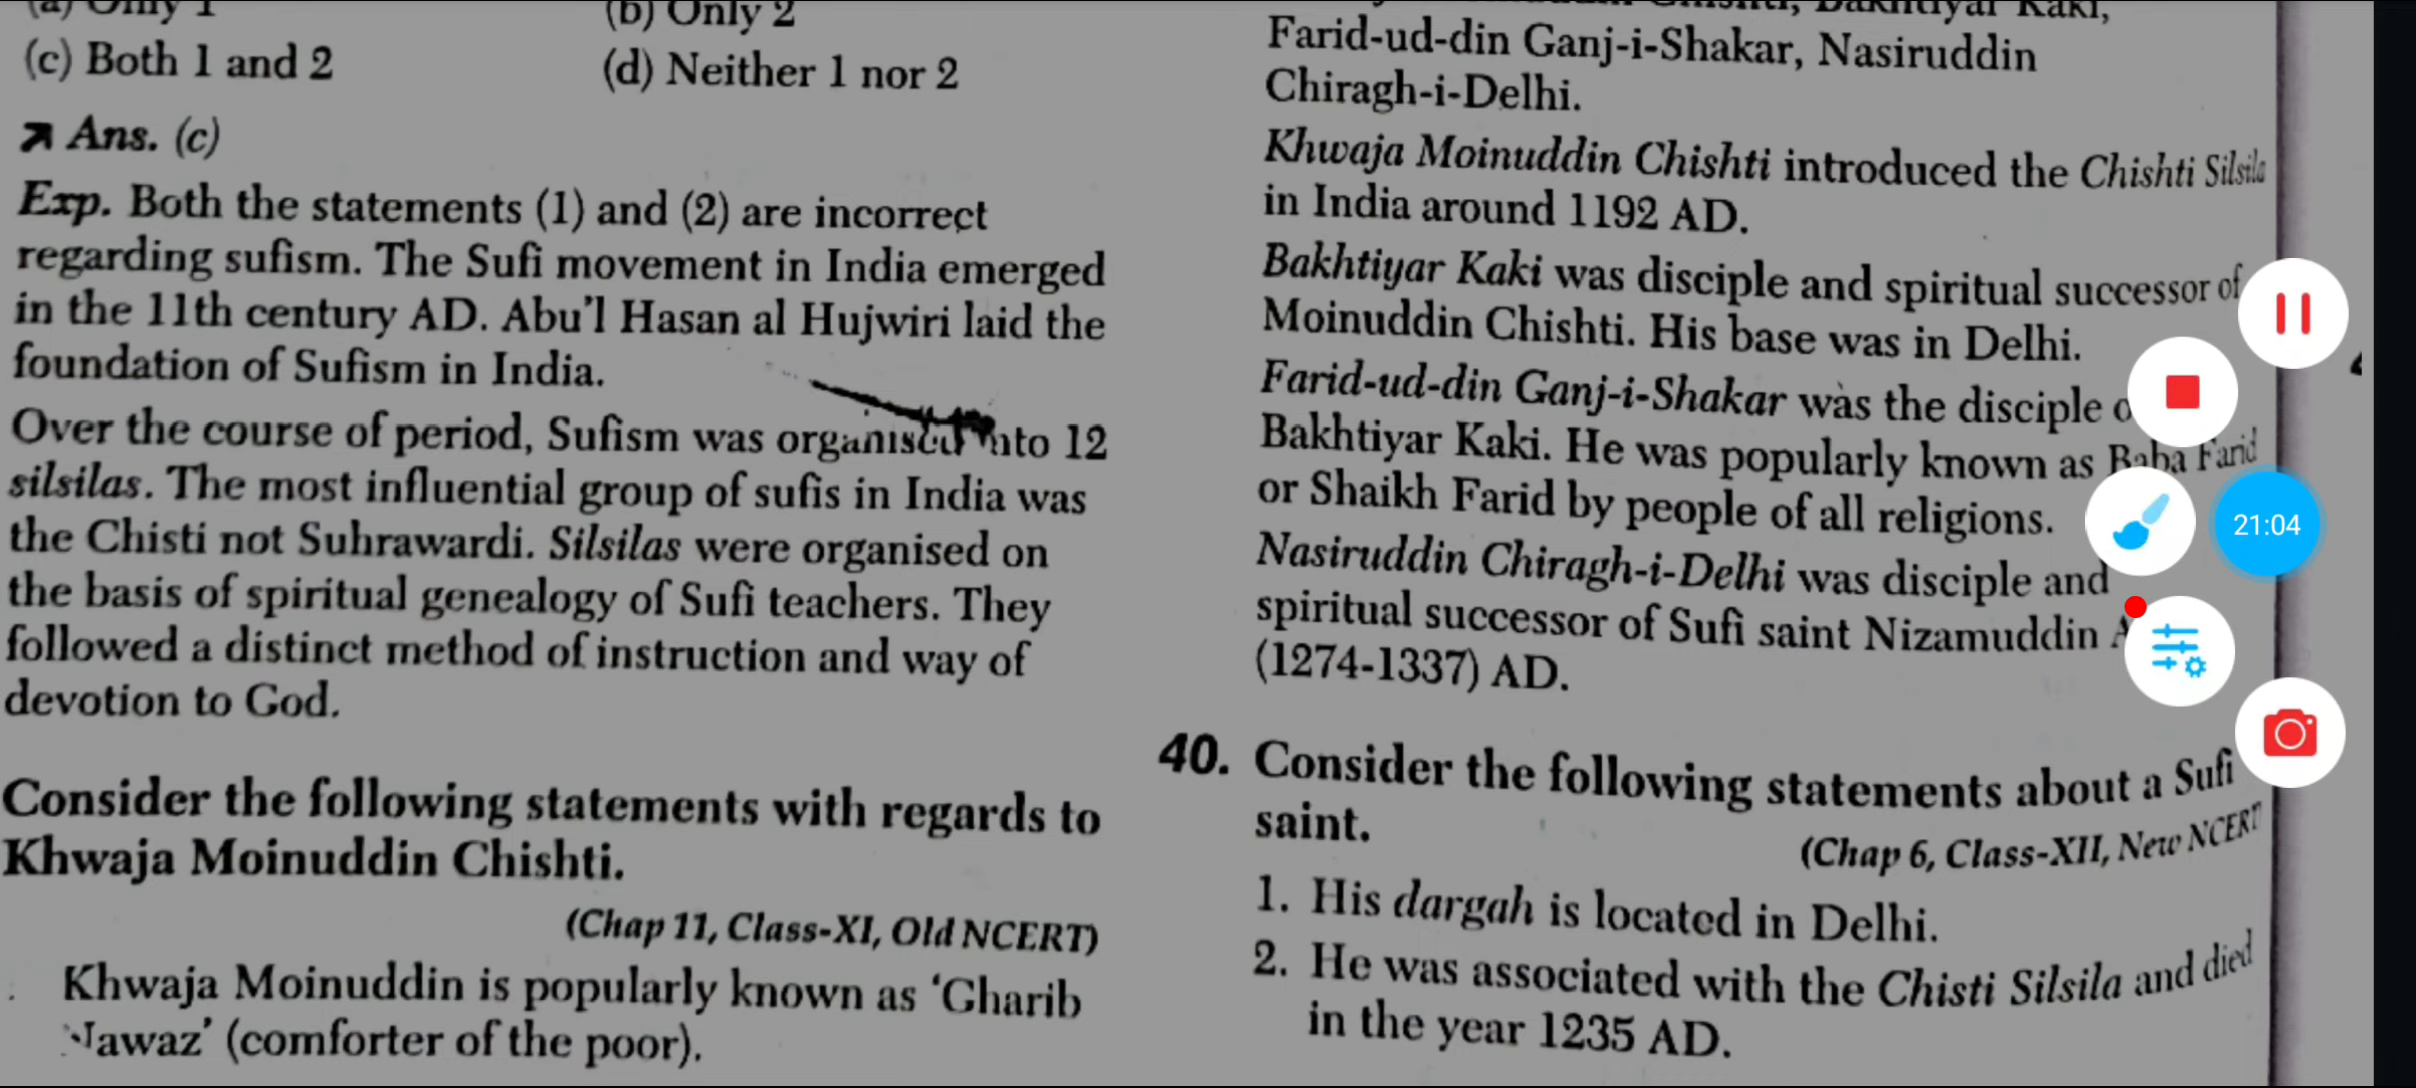 (a) Only 1
(b) Only 2
(c) Both 1 and 2
(d) Neither 1 nor 2
Ans. (c)
Exp. Both the statements (1) and (2) are incorrect
regarding sufism. The Sufi movement in India emerged
in the 11th century AD. Abu'l Hasan al Hujwiri laid the
foundation of Sufism in India.
Over the course of period, Sufism was organised into 12
silsilas. The most influential group of sufis in India was
the Chisti not Suhrawardi. Silsilas were organised on
the basis of spiritual genealogy of Sufi teachers. They
followed a distinct method of instruction and way of
devotion to God.
Consider the following statements with regards to
Khwaja Moinuddin Chishti.
(Chap 11, Class-XI, Old NCERT)
Khwaja Moinuddin is popularly known as ‘Gharib
Nawaz’ (comforter of the poor).
Bakhtiyar Kaki,
Farid-ud-din Ganj-i-Shakar, Nasiruddin
Chiragh-i-Delhi.
Khwaja Moinuddin Chishti introduced the Chishti Silsila
in India around 1192 AD.
Bakhtiyar Kaki was disciple and spiritual successor of
Moinuddin Chishti. His base was in Delhi.
Farid-ud-din Ganj-i-Shakar was the disciple
Bakhtiyar Kaki. He was popularly known as Baba Farid
or Shaikh Farid by people of all religions.
Nasiruddin Chiragh-i-Delhi was disciple and
spiritual successor of Sufi saint Nizamuddin
(1274-1337) AD.
40. Consider the following statements about a Sufi
saint.
(Chap 6, Class-XII, New NCERT
1. His dargah is located in Delhi.
2. He was associated with the Chisti Silsila and died
in the year 1235 AD.
21:04